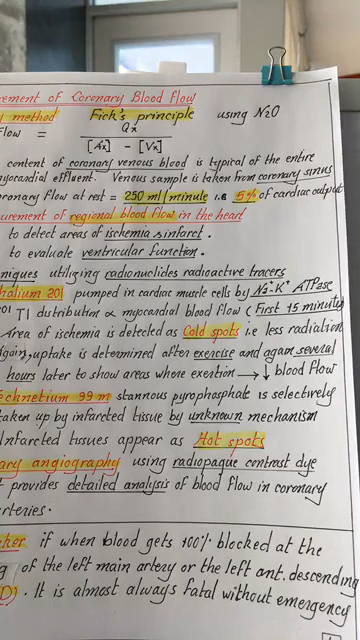 rement of Coronary Blood Flow
method Fick's principle using N2O
Flow = Qx
[Ax] - [Vx]
content of coronary venous blood is typical of the entire
myocardial effluent. Venous sample is taken from coronary sinus
oronary flow at rest = 250 ml/minute i.e 5% of cardiac output
urement of regional blood flow in the heart
to detect areas of ischemia & infarct.
to evaluate ventricular function.
niques utilizing radionuclides radioactive tracers
halium 201 pumped in cardiac muscle cells by Na+-K+ ATPase
201 Tl distribution α myocardial blood flow (First 15 minutes
Area of ischemia is detected as Cold spots i.e less radiation
Again, uptake is determined after exercise and again several
hours later to show areas where exertion → ↓ blood flow
echnetium 99m stannous pyrophosphate is selectively
taken up by infarcted tissue by unknown mechanism
Infarcted tissues appear as Hot spots
ary angiography using radiopaque contrast dye
t provides detailed analysis of blood flow in coronary
arteries.
if when blood gets 100% blocked at the
g of the left main artery or the left ant. descending
D). It is almost always fatal without emergency